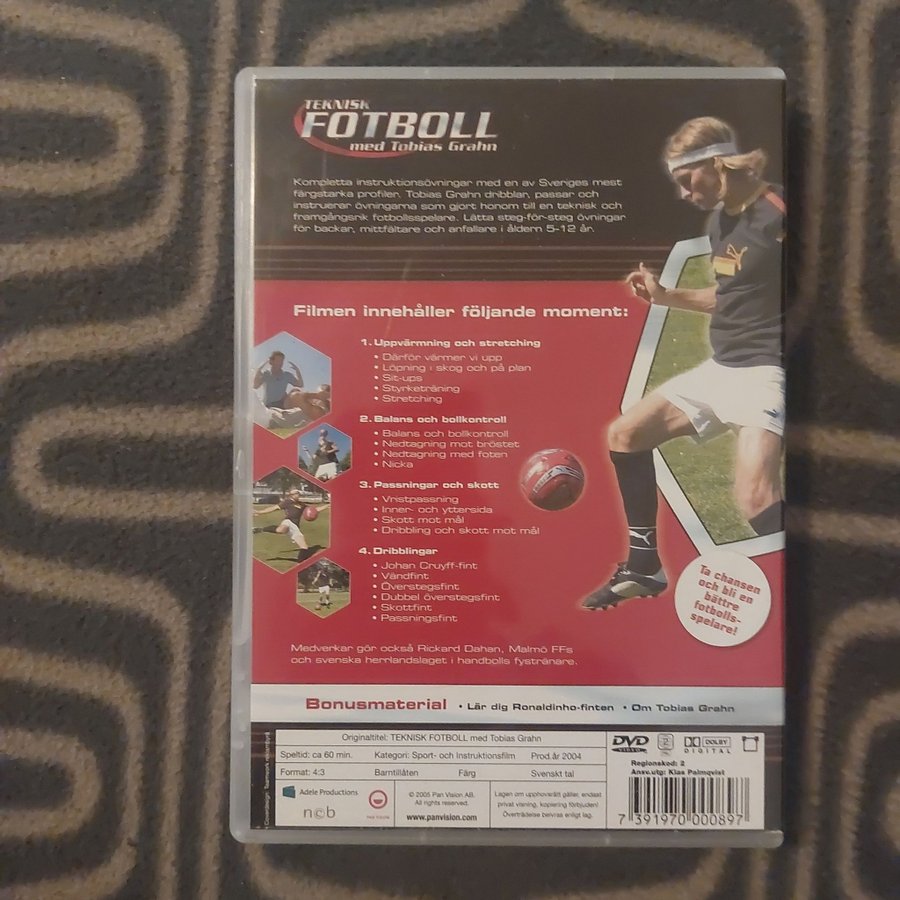 TEKNISK
FOTBOLL
med Tobias Grahn
Kompletta instruktionsövningar med en av Sveriges mest
färgstarka profiler. Tobias Grahn dribblar, passar och
instruerar övningarna som gjort honom till en teknisk och
framgångsrik fotbollsspelare. Lätta steg-för-steg övningar
för backar, mittfältare och anfallare i åldern 5-12 år.
Filmen innehåller följande moment:
1. Uppvärmning och stretching
• Därför värmer vi upp
• Löpning i skog och på plan
• Sit-ups
• Styrketräning
• Stretching
2. Balans och bollkontroll
• Balans och bollkontroll
• Nedtagning mot bröstet
• Nedtagning med foten
• Nicka
3. Passningar och skott
• Vristpassning
• Inner- och yttersida
• Skott mot mål
• Dribbling och skott mot mål
4. Dribblingar
• Johan Cruyff-fint
• Vändfint
• Överstegsfint
• Dubbel överstegsfint
• Skottfint
• Passningsfint
Ta chansen
och bli en
bättre
fotbolls-
spelare!
Medverkar gör också Rickard Dahan, Malmö FFs
och svenska herrlandslaget i handbolls fystränare.
Bonusmaterial • Lär dig Ronaldinho-finten • Om Tobias Grahn
Originaltitel: TEKNISK FOTBOLL med Tobias Grahn
Speltid: ca 60 min. Kategori: Sport- och Instruktionsfilm Prod.år 2004
Format: 4:3 Barntillåten Färg Svenskt tal
Adele Productions
ncb
© 2005 Pan Vision AB.
All rights reserved.
www.panvision.com
Lagen om upphovsrätt gäller, endast
privat visning, kopiering förbjuden!
Överträdelse beivras enligt lag.
DVD
VIDEO
2
DOLBY
DIGITAL
Regionskod: 2
Ansv.utg: Klas Palmqvist
7 391970 000897